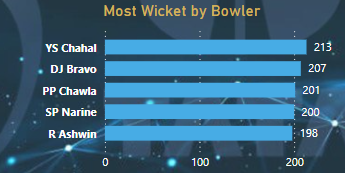 Most Wicket by Bowler
YS Chahal 213
DJ Bravo 207
PP Chawla 201
SP Narine 200
R Ashwin 198
0 100 200